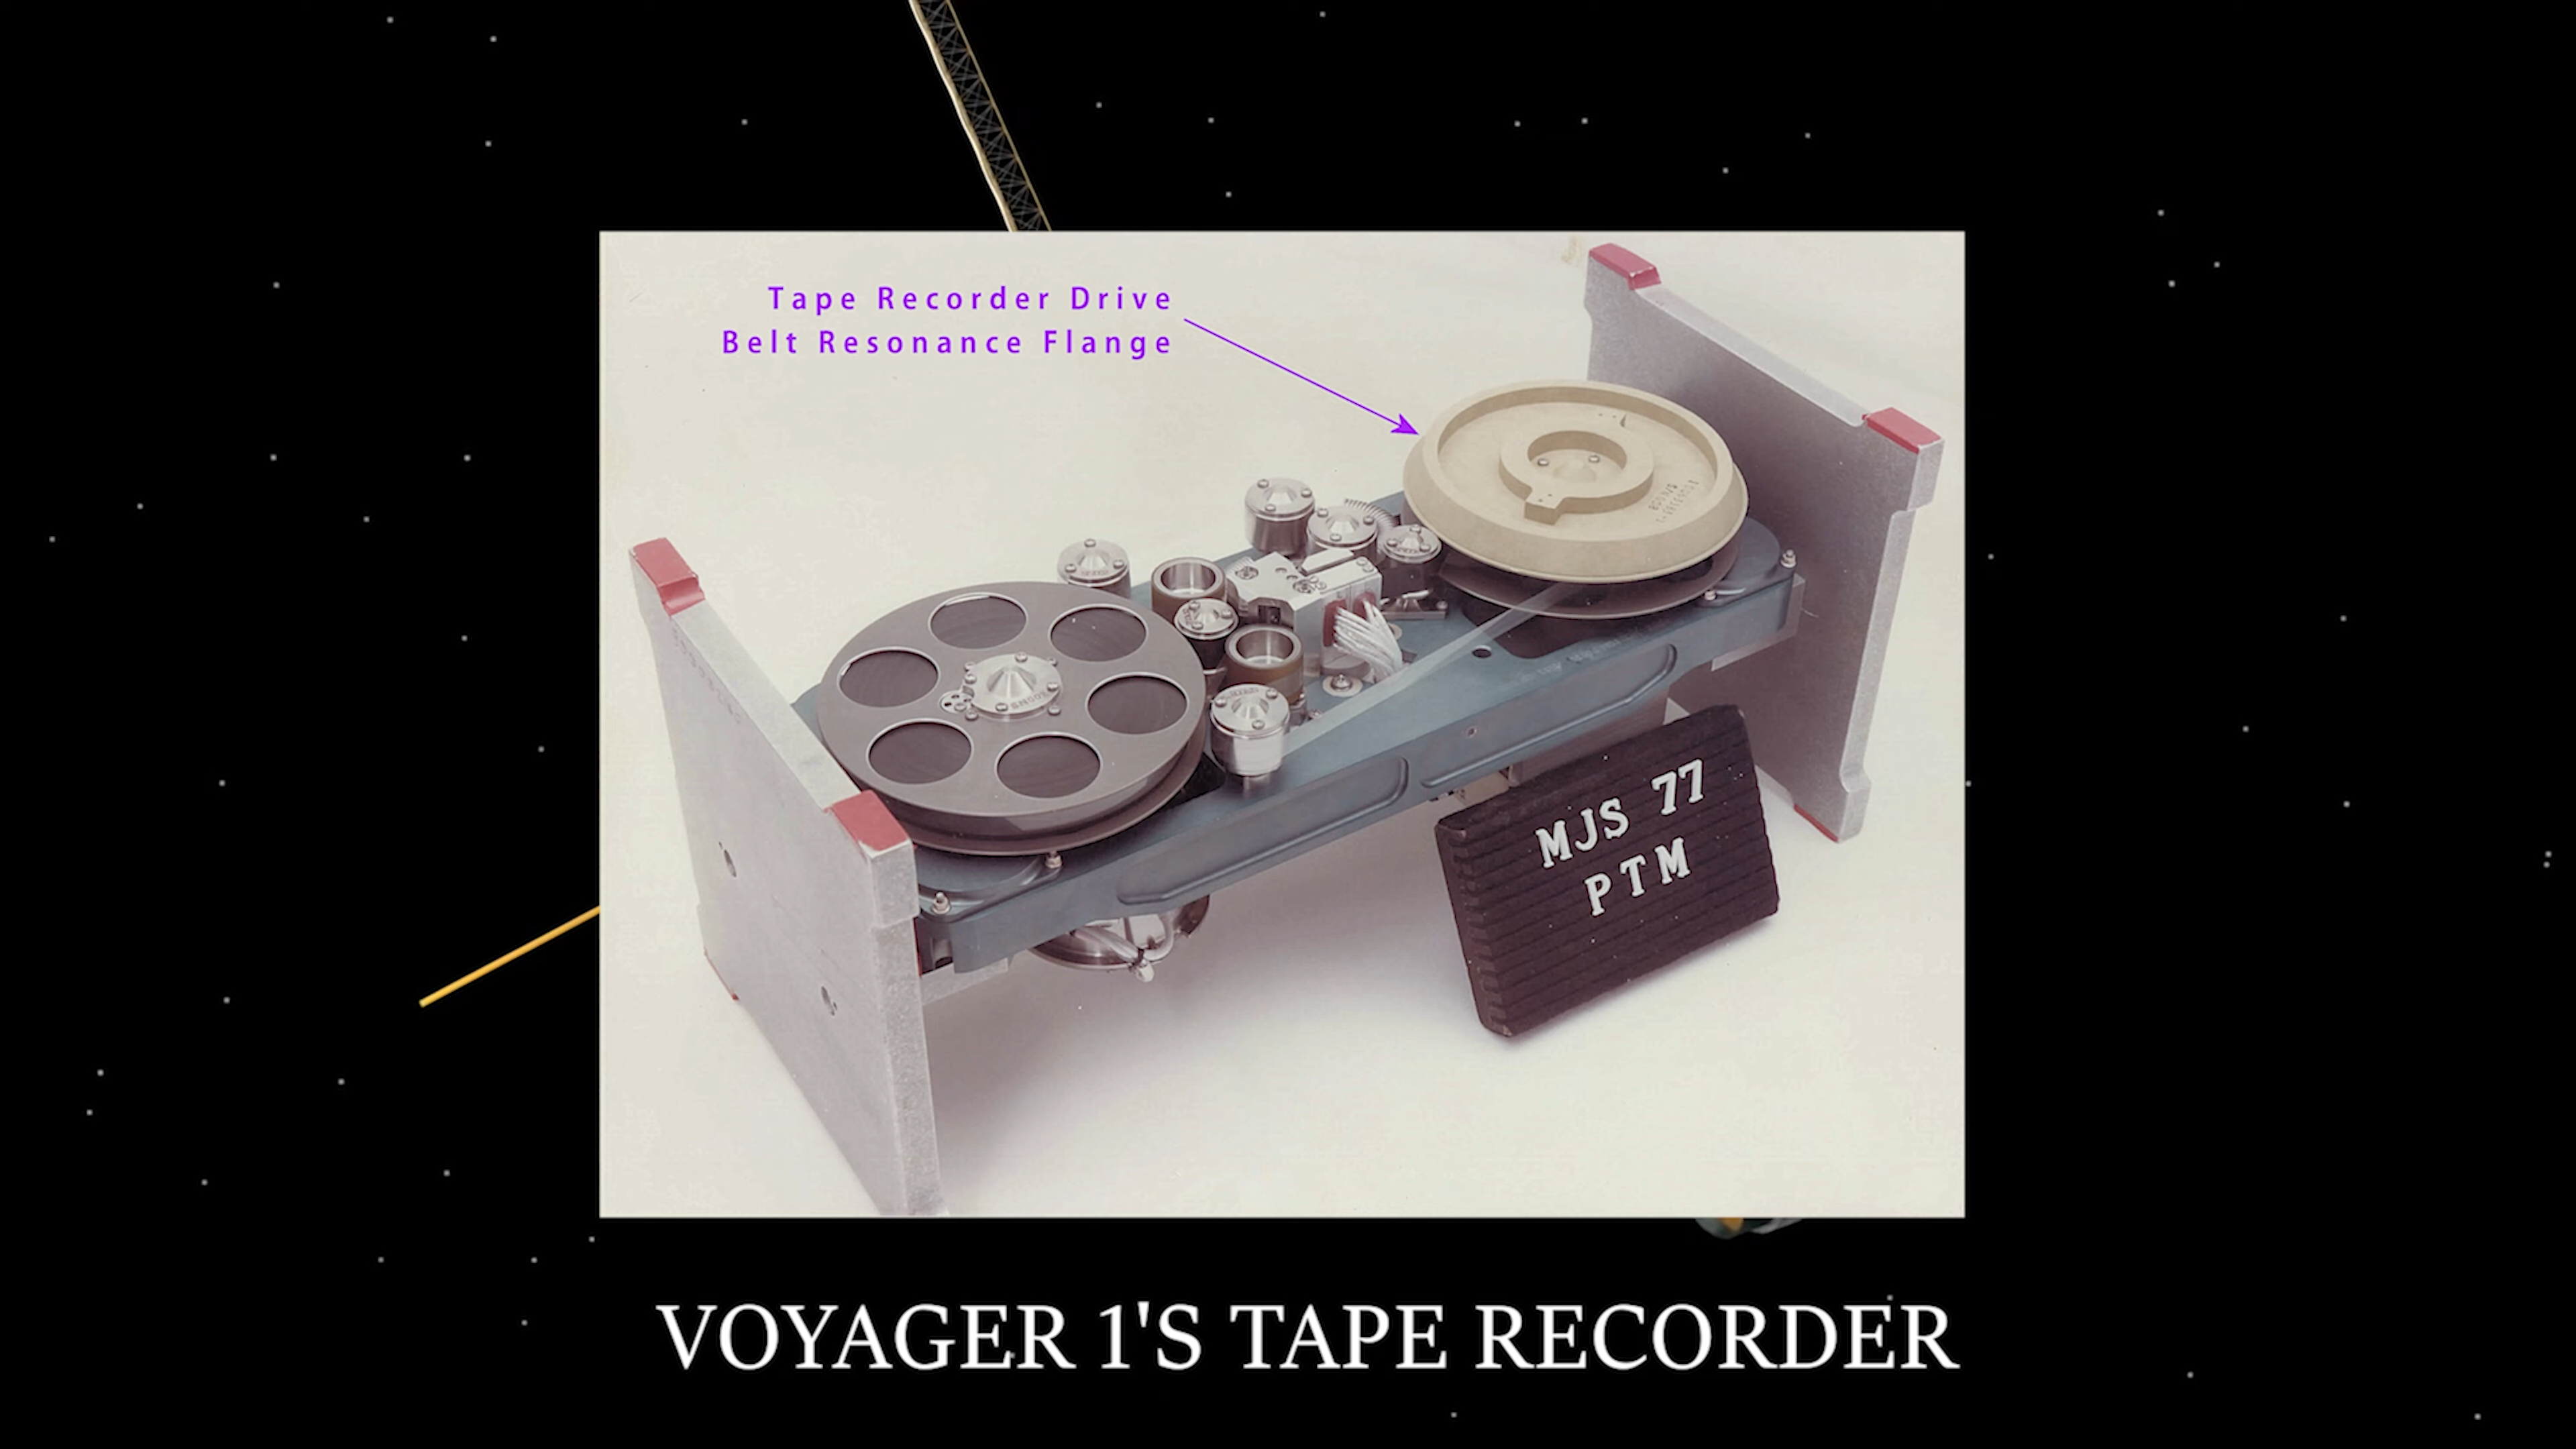 Tape Recorder Drive
Belt Resonance Flange
MJS 77
PTM
VOYAGER 1'S TAPE RECORDER